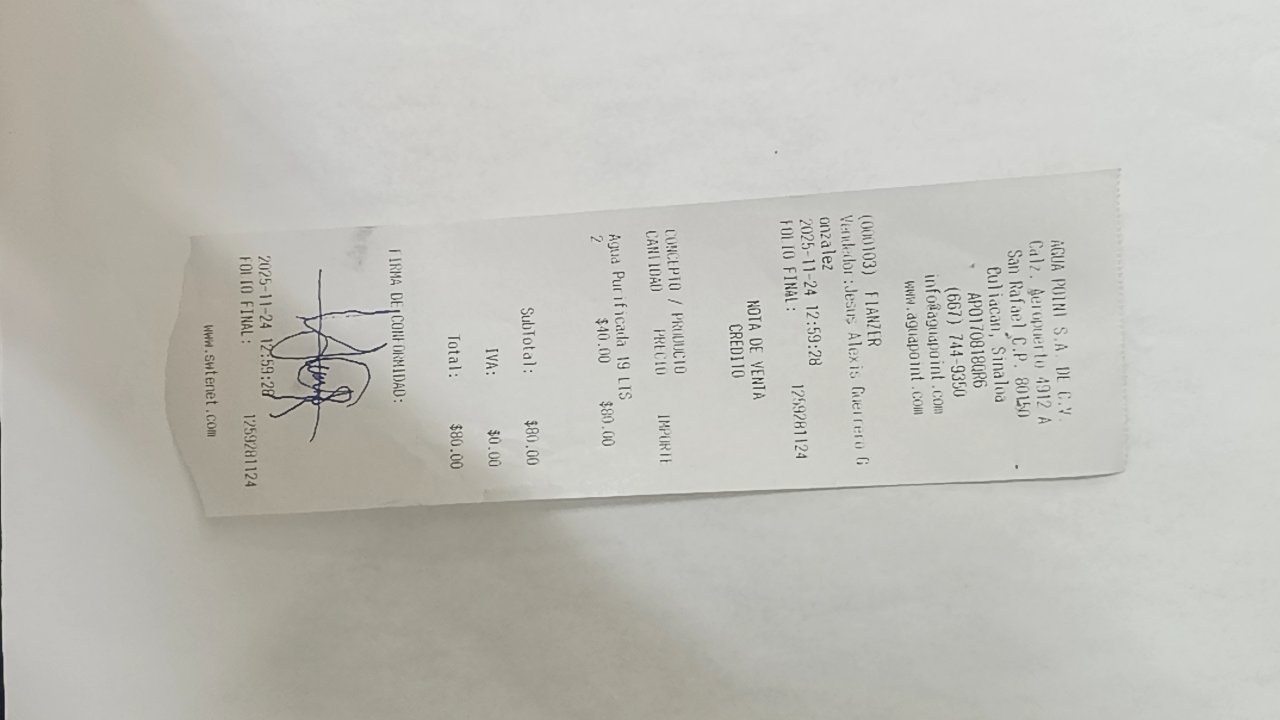 AGUA POINT S.A. DE C.V.
Calz. Aeropuerto 4912 A
San Rafael C.P. 80150
Culiacan, Sinaloa
APO170818QR6
(667) 744-9350
info@aguapoint.com
www.aguapoint.com
(000103) FIANZER
Vendedor:Jesus Alexis Guerrero G
onzalez
2025-11-24 12:59:28
FOLIO FINAL: 1259281124
NOTA DE VENTA
CREDITO
CONCEPTO / PRODUCTO
CANTIDAD PRECIO IMPORTE
Agua Purificada 19 LTS
2 $40.00 $80.00
SubTotal: $80.00
IVA: $0.00
Total: $80.00
FIRMA DE CONFORMIDAD:
2025-11-24 12:59:28
FOLIO FINAL: 1259281124
www.swtenet.com